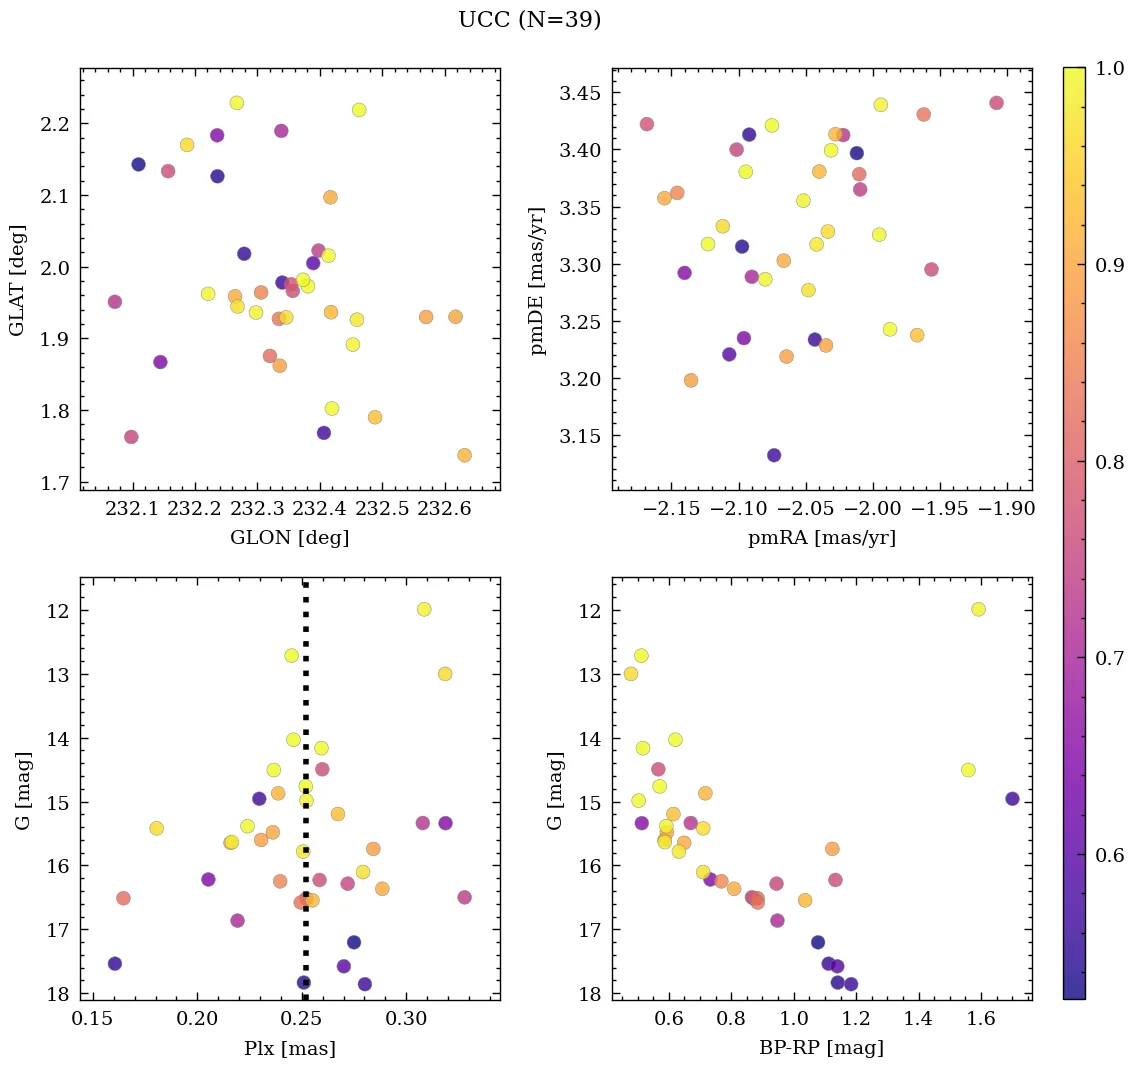 UCC (N=39)
2.2
2.1
2.0
1.9
1.8
1.7
GLAT [deg]
232.1 232.2 232.3 232.4 232.5 232.6
GLON [deg]
3.45
3.40
3.35
3.30
3.25
3.20
3.15
pmDE [mas/yr]
−2.15 −2.10 −2.05 −2.00 −1.95 −1.90
pmRA [mas/yr]
12
13
14
15
16
17
18
G [mag]
0.15 0.20 0.25 0.30
Plx [mas]
12
13
14
15
16
17
18
G [mag]
0.6 0.8 1.0 1.2 1.4 1.6
BP-RP [mag]
1.0
0.9
0.8
0.7
0.6